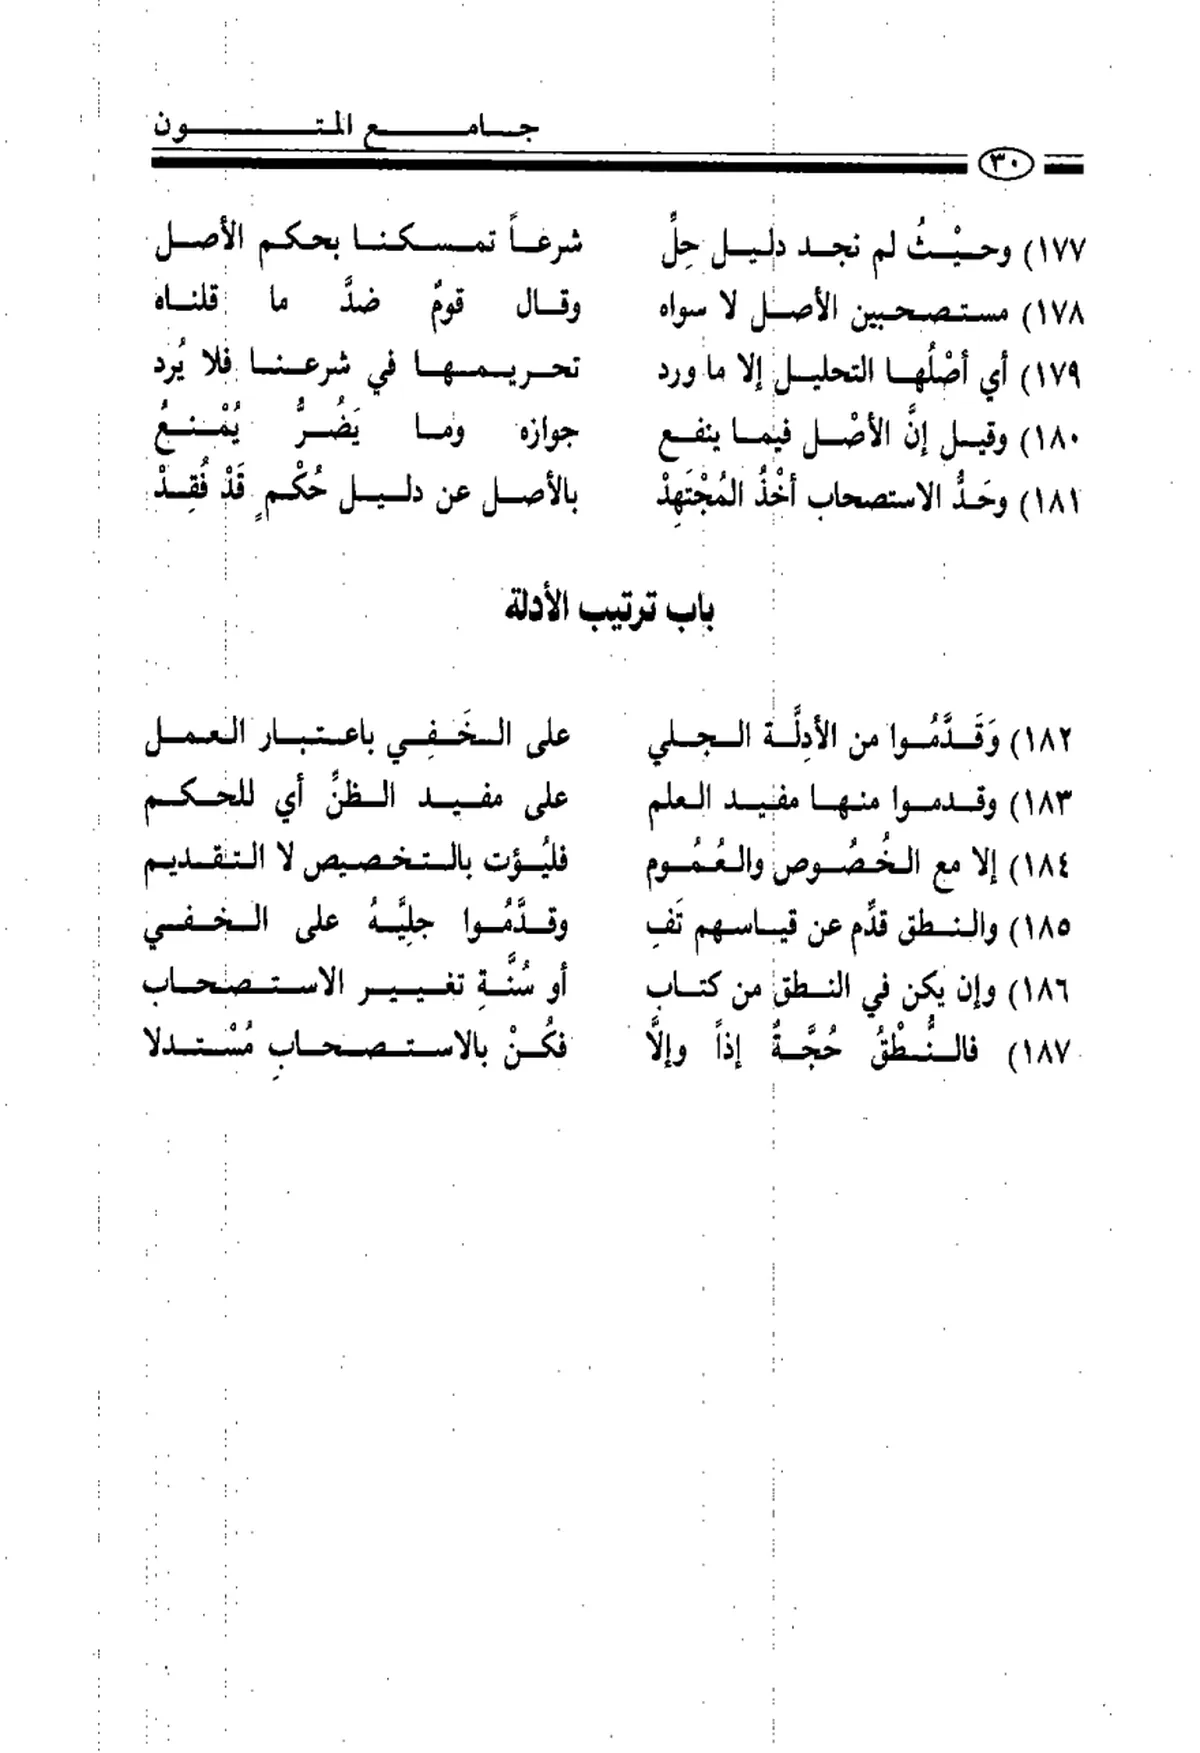 جامع المتون
٣٠
١٧٧) وحيْثُ لم نجد دليل حِلِّ شرعاً تمسكنا بحكم الأصل
١٧٨) مستصحبين الأصل لا سواه وقال قومٌ ضدَّ ما قلناه
١٧٩) أي أصْلُها التحليل إلا ما ورد تحريمها في شرعنا فلا يُرد
١٨٠) وقيل إنَّ الأصْل فيما ينفع جوازه وما يَضُرُّ يُمْنعُ
١٨١) وحَدُّ الاستصحاب أخْذُ المُجْتَهِدْ بالأصل عن دليل حُكْمٍ قَدْ فُقِدْ
باب ترتيب الأدلة
١٨٢) وَقَدَّمُوا من الأدِلَّة الجلي على الخَفِي باعتبار العمل
١٨٣) وقدموا منها مفيد العلم على مفيد الظنِّ أي للحكم
١٨٤) إلا مع الخُصُوص والعُمُوم فليُؤت بالتخصيص لا التقديم
١٨٥) والنطق قدِّم عن قياسهم تَفِ وقدَّمُوا جليَّهُ على الخفي
١٨٦) وإن يكن في النطق من كتاب أو سُنَّةٍ تغيير الاستصحاب
١٨٧) فالنُّطْقُ حُجَّةٌ إذاً وإلاَّ فكُنْ بالاستصحابِ مُسْتدلا